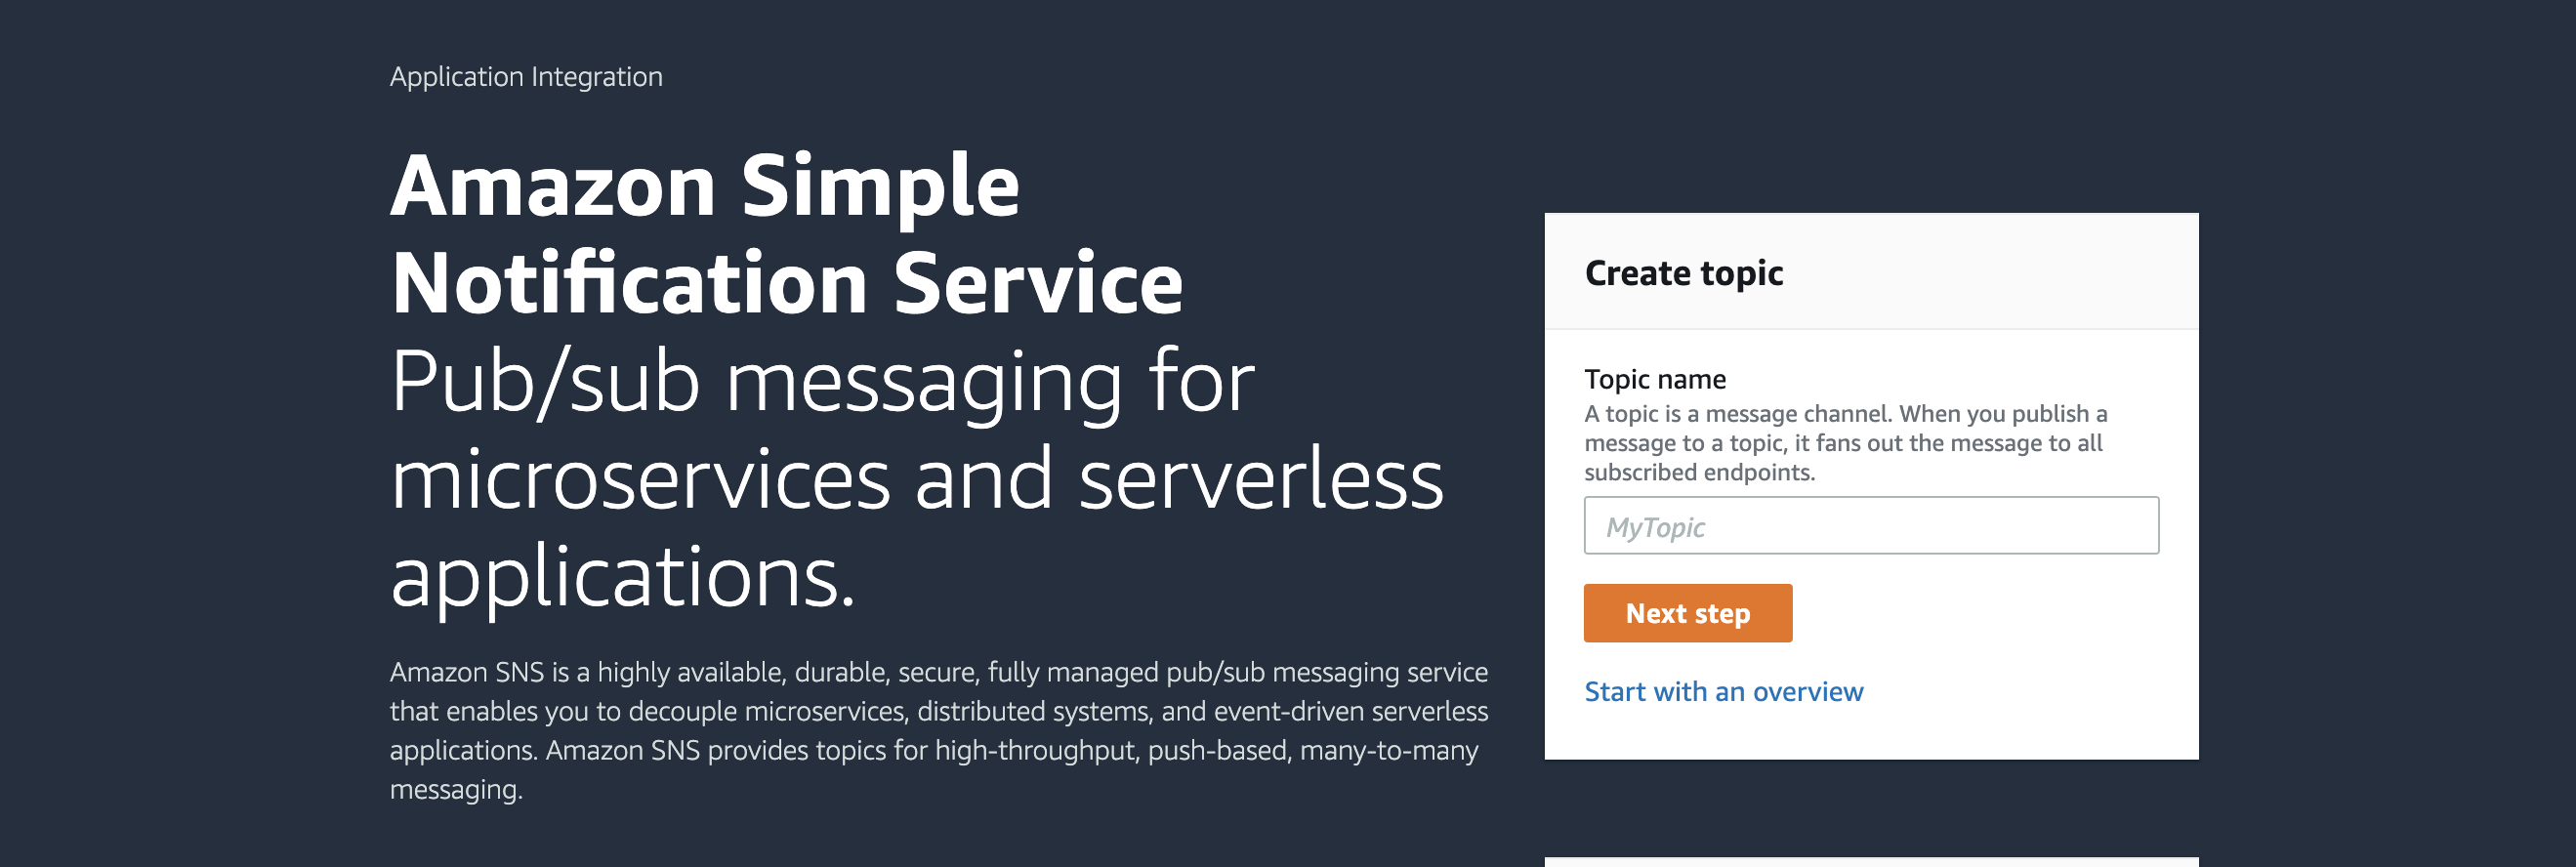 Application Integration
Amazon Simple
Notification Service
Pub/sub messaging for
microservices and serverless
applications.
Amazon SNS is a highly available, durable, secure, fully managed pub/sub messaging service
that enables you to decouple microservices, distributed systems, and event-driven serverless
applications. Amazon SNS provides topics for high-throughput, push-based, many-to-many
messaging.
Create topic
Topic name
A topic is a message channel. When you publish a
message to a topic, it fans out the message to all
subscribed endpoints.
MyTopic
Next step
Start with an overview